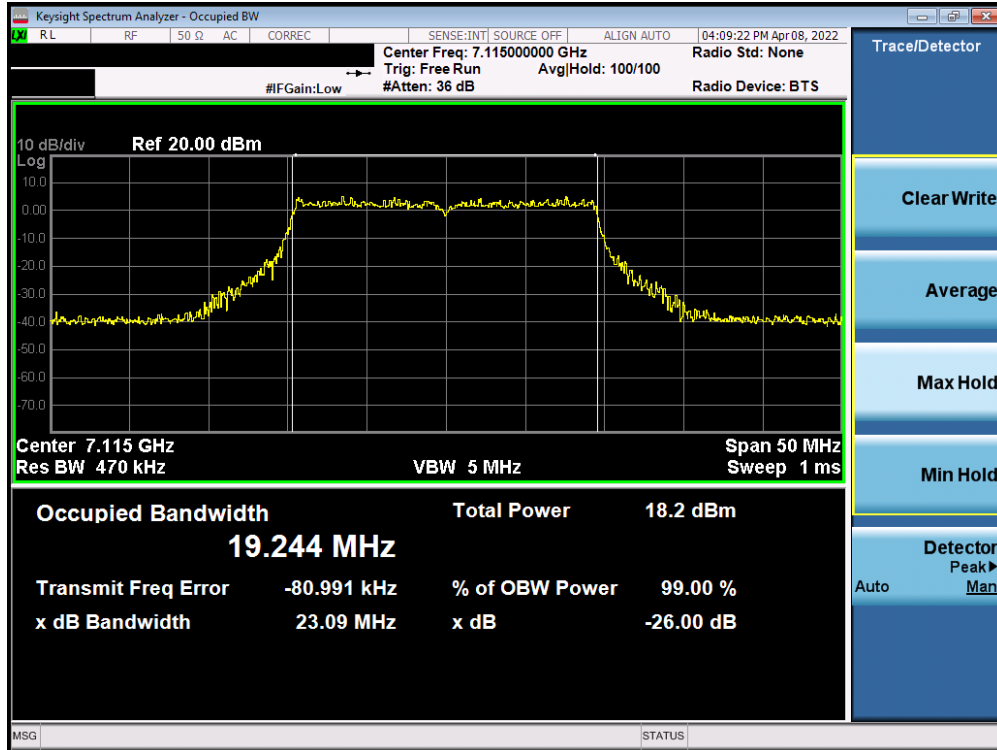 Keysight Spectrum Analyzer - Occupied BW
LXI RL RF 50 Ω AC CORREC SENSE:INT SOURCE OFF ALIGN AUTO 04:09:22 PM Apr 08, 2022
Center Freq: 7.115000000 GHz Radio Std: None
Trig: Free Run Avg|Hold: 100/100
#IFGain:Low #Atten: 36 dB Radio Device: BTS
Trace/Detector
10 dB/div Ref 20.00 dBm
Log
10.0
0.00
-10.0
-20.0
-30.0
-40.0
-50.0
-60.0
-70.0
Center 7.115 GHz Span 50 MHz
Res BW 470 kHz VBW 5 MHz Sweep 1 ms
Occupied Bandwidth Total Power 18.2 dBm
19.244 MHz
Transmit Freq Error -80.991 kHz % of OBW Power 99.00 %
x dB Bandwidth 23.09 MHz x dB -26.00 dB
Clear Write
Average
Max Hold
Min Hold
Detector
Peak▶
Auto Man
MSG STATUS